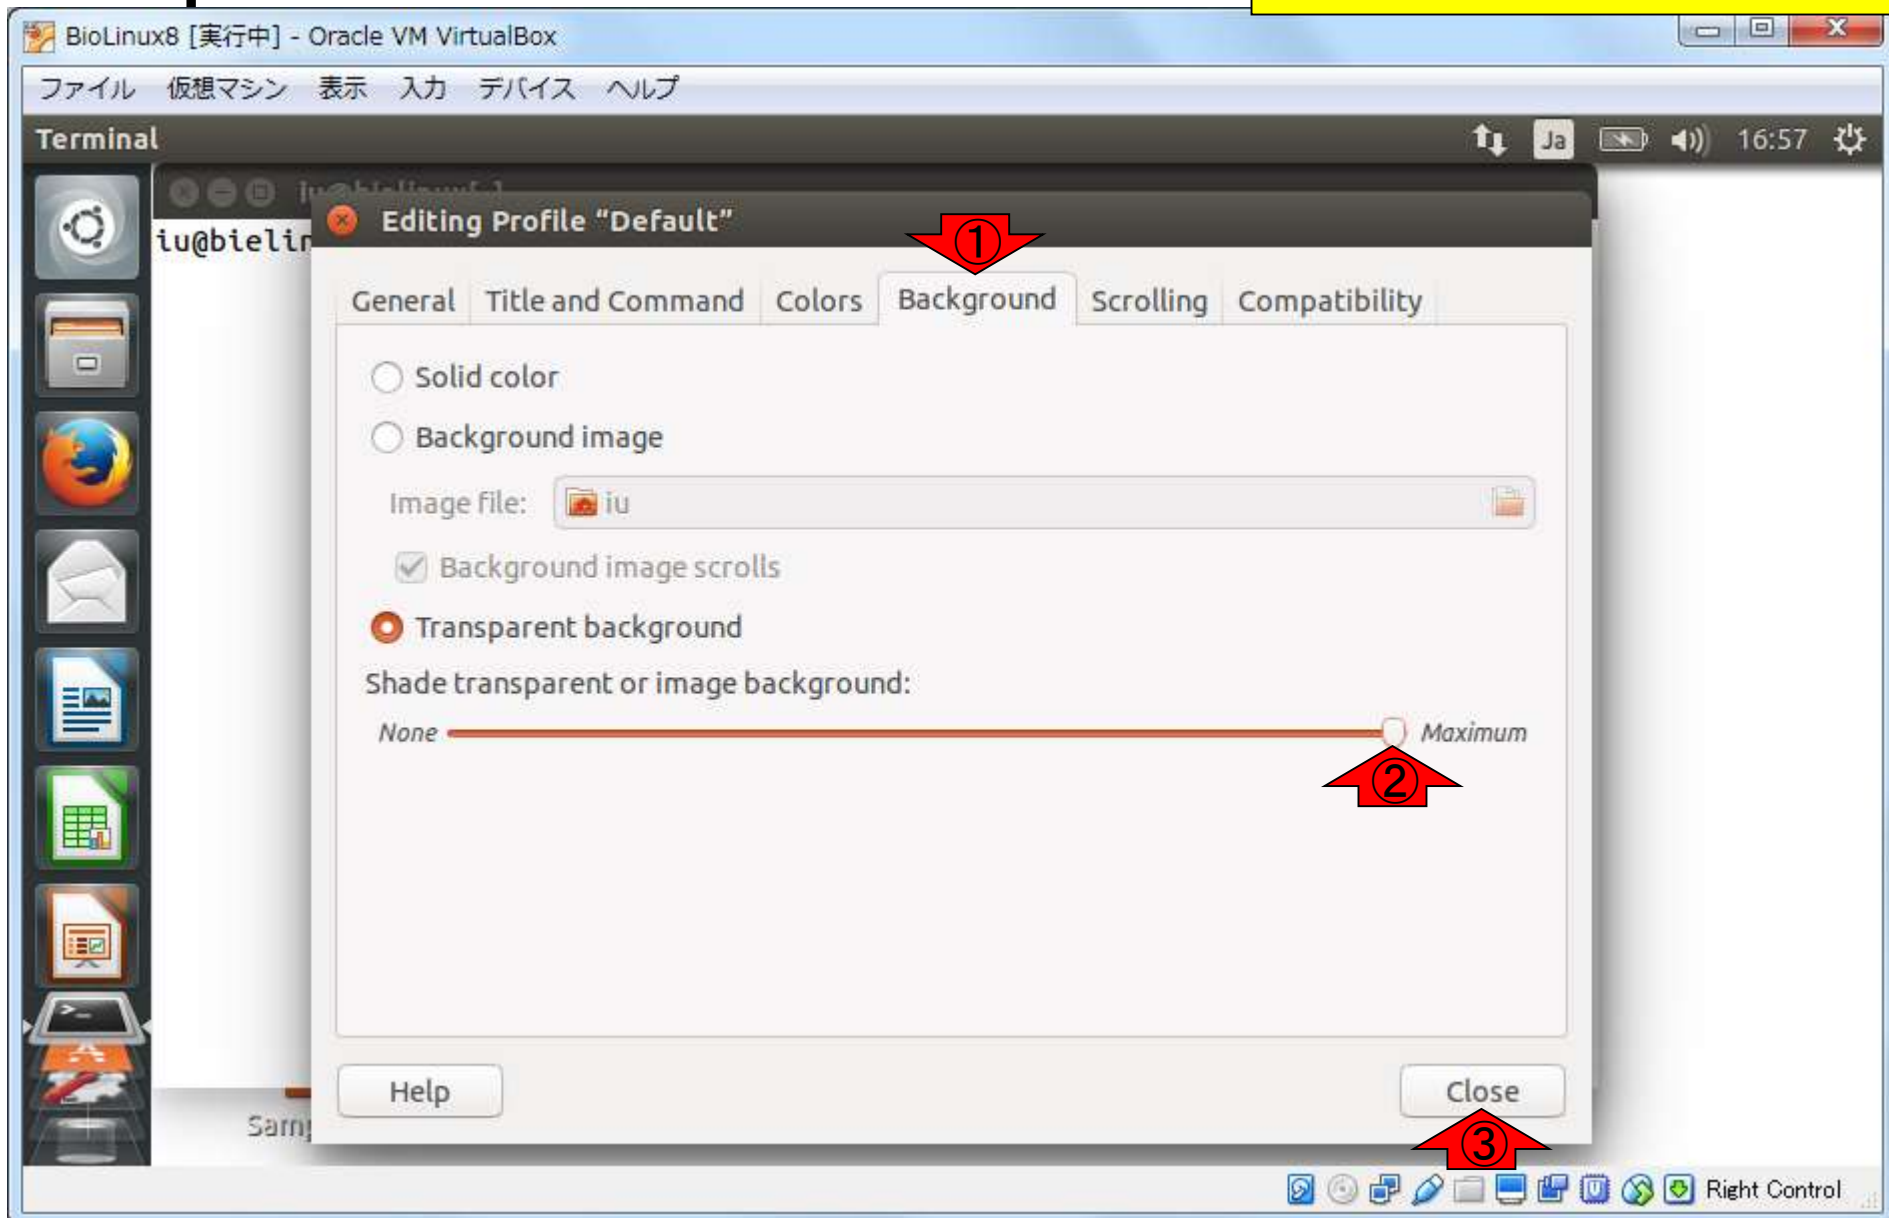 BioLinux8 [実行中] - Oracle VM VirtualBox
ファイル 仮想マシン 表示 入力 デバイス ヘルプ
Terminal
Ja
16:57
Editing Profile “Default”
①
iu@bielin
General Title and Command Colors Background Scrolling Compatibility
Solid color
Background image
Image file: iu
Background image scrolls
Transparent background
Shade transparent or image background:
None Maximum
②
Help Close
Sam
③
Right Control